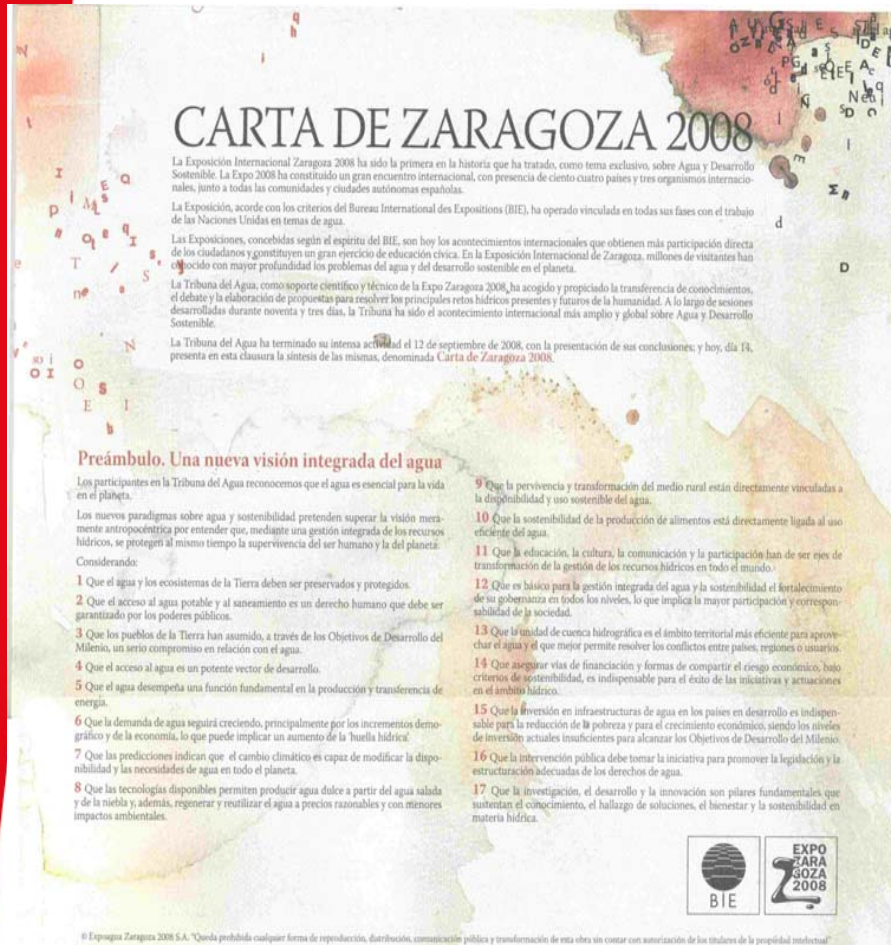 CARTA DE ZARAGOZA 2008
La Exposición Internacional Zaragoza 2008 ha sido la primera en la historia que ha tratado, como tema exclusivo, sobre Agua y Desarrollo
Sostenible. La Expo 2008 ha constituido un gran encuentro internacional, con presencia de ciento cuatro países y tres organismos internacio-
nales, junto a todas las comunidades y ciudades autónomas españolas.
La Exposición, acorde con los criterios del Bureau International des Expositions (BIE), ha operado vinculada en todas sus fases con el trabajo
de las Naciones Unidas en temas de agua.
Las Exposiciones, concebidas según el espíritu del BIE, son hoy los acontecimientos internacionales que obtienen más participación directa
de los ciudadanos y constituyen un gran ejercicio de educación cívica. En la Exposición Internacional de Zaragoza, millones de visitantes han
conocido con mayor profundidad los problemas del agua y del desarrollo sostenible en el planeta.
La Tribuna del Agua, como soporte científico y técnico de la Expo Zaragoza 2008, ha acogido y propiciado la transferencia de conocimientos,
el debate y la elaboración de propuestas para resolver los principales retos hídricos presentes y futuros de la humanidad. A lo largo de sesiones
desarrolladas durante noventa y tres días, la Tribuna ha sido el acontecimiento internacional más amplio y global sobre Agua y Desarrollo
Sostenible.
La Tribuna del Agua ha terminado su intensa actividad el 12 de septiembre de 2008, con la presentación de sus conclusiones; y hoy, día 14,
presenta en esta clausura la síntesis de las mismas, denominada Carta de Zaragoza 2008.
Preámbulo. Una nueva visión integrada del agua
Los participantes en la Tribuna del Agua reconocemos que el agua es esencial para la vida
en el planeta.
Los nuevos paradigmas sobre agua y sostenibilidad pretenden superar la visión mera-
mente antropocéntrica por entender que, mediante una gestión integrada de los recursos
hídricos, se protegen al mismo tiempo la supervivencia del ser humano y la del planeta.
Considerando:
1 Que el agua y los ecosistemas de la Tierra deben ser preservados y protegidos.
2 Que el acceso al agua potable y al saneamiento es un derecho humano que debe ser
garantizado por los poderes públicos.
3 Que los pueblos de la Tierra han asumido, a través de los Objetivos de Desarrollo del
Milenio, un serio compromiso en relación con el agua.
4 Que el acceso al agua es un potente vector de desarrollo.
5 Que el agua desempeña una función fundamental en la producción y transferencia de
energía.
6 Que la demanda de agua seguirá creciendo, principalmente por los incrementos demo-
gráfico y de la economía, lo que puede implicar un aumento de la 'huella hídrica'
7 Que las predicciones indican que el cambio climático es capaz de modificar la dispo-
nibilidad y las necesidades de agua en todo el planeta.
8 Que las tecnologías disponibles permiten producir agua dulce a partir del agua salada
y de la niebla y, además, regenerar y reutilizar el agua a precios razonables y con menores
impactos ambientales.
9 Que la pervivencia y transformación del medio rural están directamente vinculadas a
la disponibilidad y uso sostenible del agua.
10 Que la sostenibilidad de la producción de alimentos está directamente ligada al uso
eficiente del agua.
11 Que la educación, la cultura, la comunicación y la participación han de ser ejes de
transformación de la gestión de los recursos hídricos en todo el mundo.
12 Que es básico para la gestión integrada del agua y la sostenibilidad el fortalecimiento
de su gobernanza en todos los niveles, lo que implica la mayor participación y correspon-
sabilidad de la sociedad.
13 Que la unidad de cuenca hidrográfica es el ámbito territorial más eficiente para aprove-
char el agua y el que mejor permite resolver los conflictos entre países, regiones o usuarios.
14 Que asegurar vías de financiación y formas de compartir el riesgo económico, bajo
criterios de sostenibilidad, es indispensable para el éxito de las iniciativas y actuaciones
en el ámbito hídrico.
15 Que la inversión en infraestructuras de agua en los países en desarrollo es indispen-
sable para la reducción de la pobreza y para el crecimiento económico, siendo los niveles
de inversión actuales insuficientes para alcanzar los Objetivos de Desarrollo del Milenio.
16 Que la intervención pública debe tomar la iniciativa para promover la legislación y la
estructuración adecuadas de los derechos de agua.
17 Que la investigación, el desarrollo y la innovación son pilares fundamentales que
sustentan el conocimiento, el hallazgo de soluciones, el bienestar y la sostenibilidad en
materia hídrica.
BIE
EXPO
ZARA
GOZA
2008
© Expoagua Zaragoza 2008 S.A. "Queda prohibida cualquier forma de reproducción, distribución, comunicación pública y transformación de esta obra sin contar con autorización de los titulares de la propiedad intelectual"